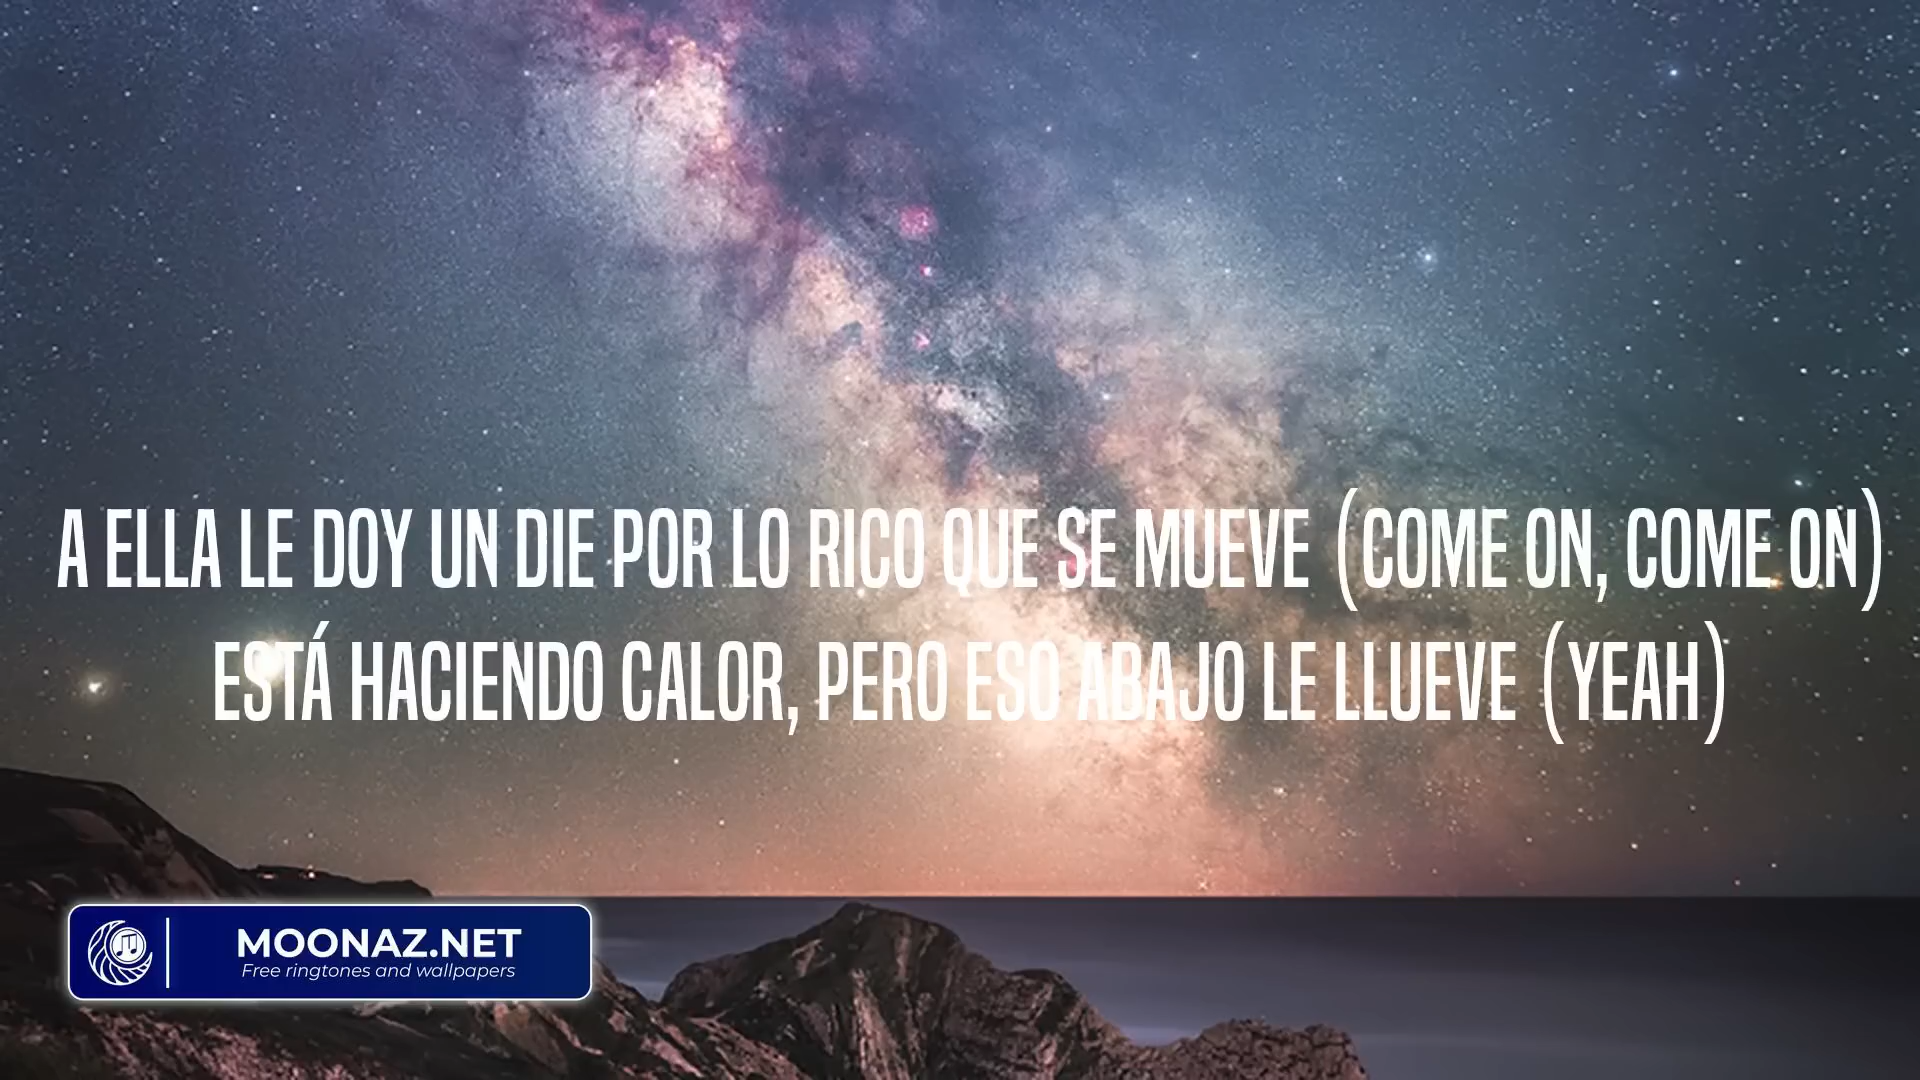 A ELLA LE DOY UN DIE POR LO RICO QUE SE MUEVE (COME ON, COME ON)
ESTÁ HACIENDO CALOR, PERO ESO ABAJO LE LLUEVE (YEAH)
MOONAZ.NET
Free ringtones and wallpapers